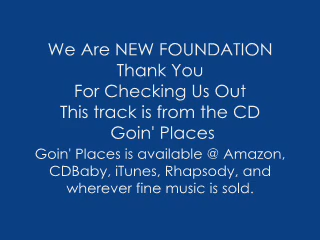 We Are NEW FOUNDATION
Thank You
For Checking Us Out
This track is from the CD
Goin' Places
Goin' Places is available @ Amazon,
CDBaby, iTunes, Rhapsody, and
wherever fine music is sold.